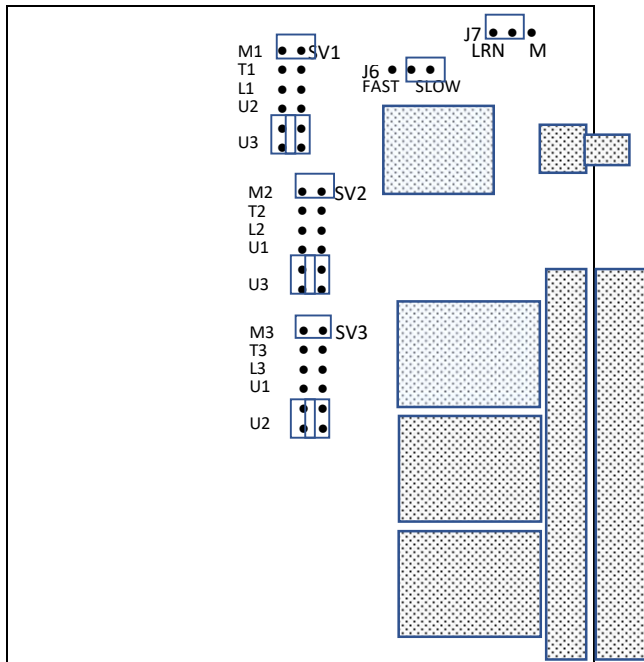 J7
LRN M
M1 SV1
T1
L1
U2
U3
J6
FAST SLOW
M2 SV2
T2
L2
U1
U3
M3 SV3
T3
L3
U1
U2